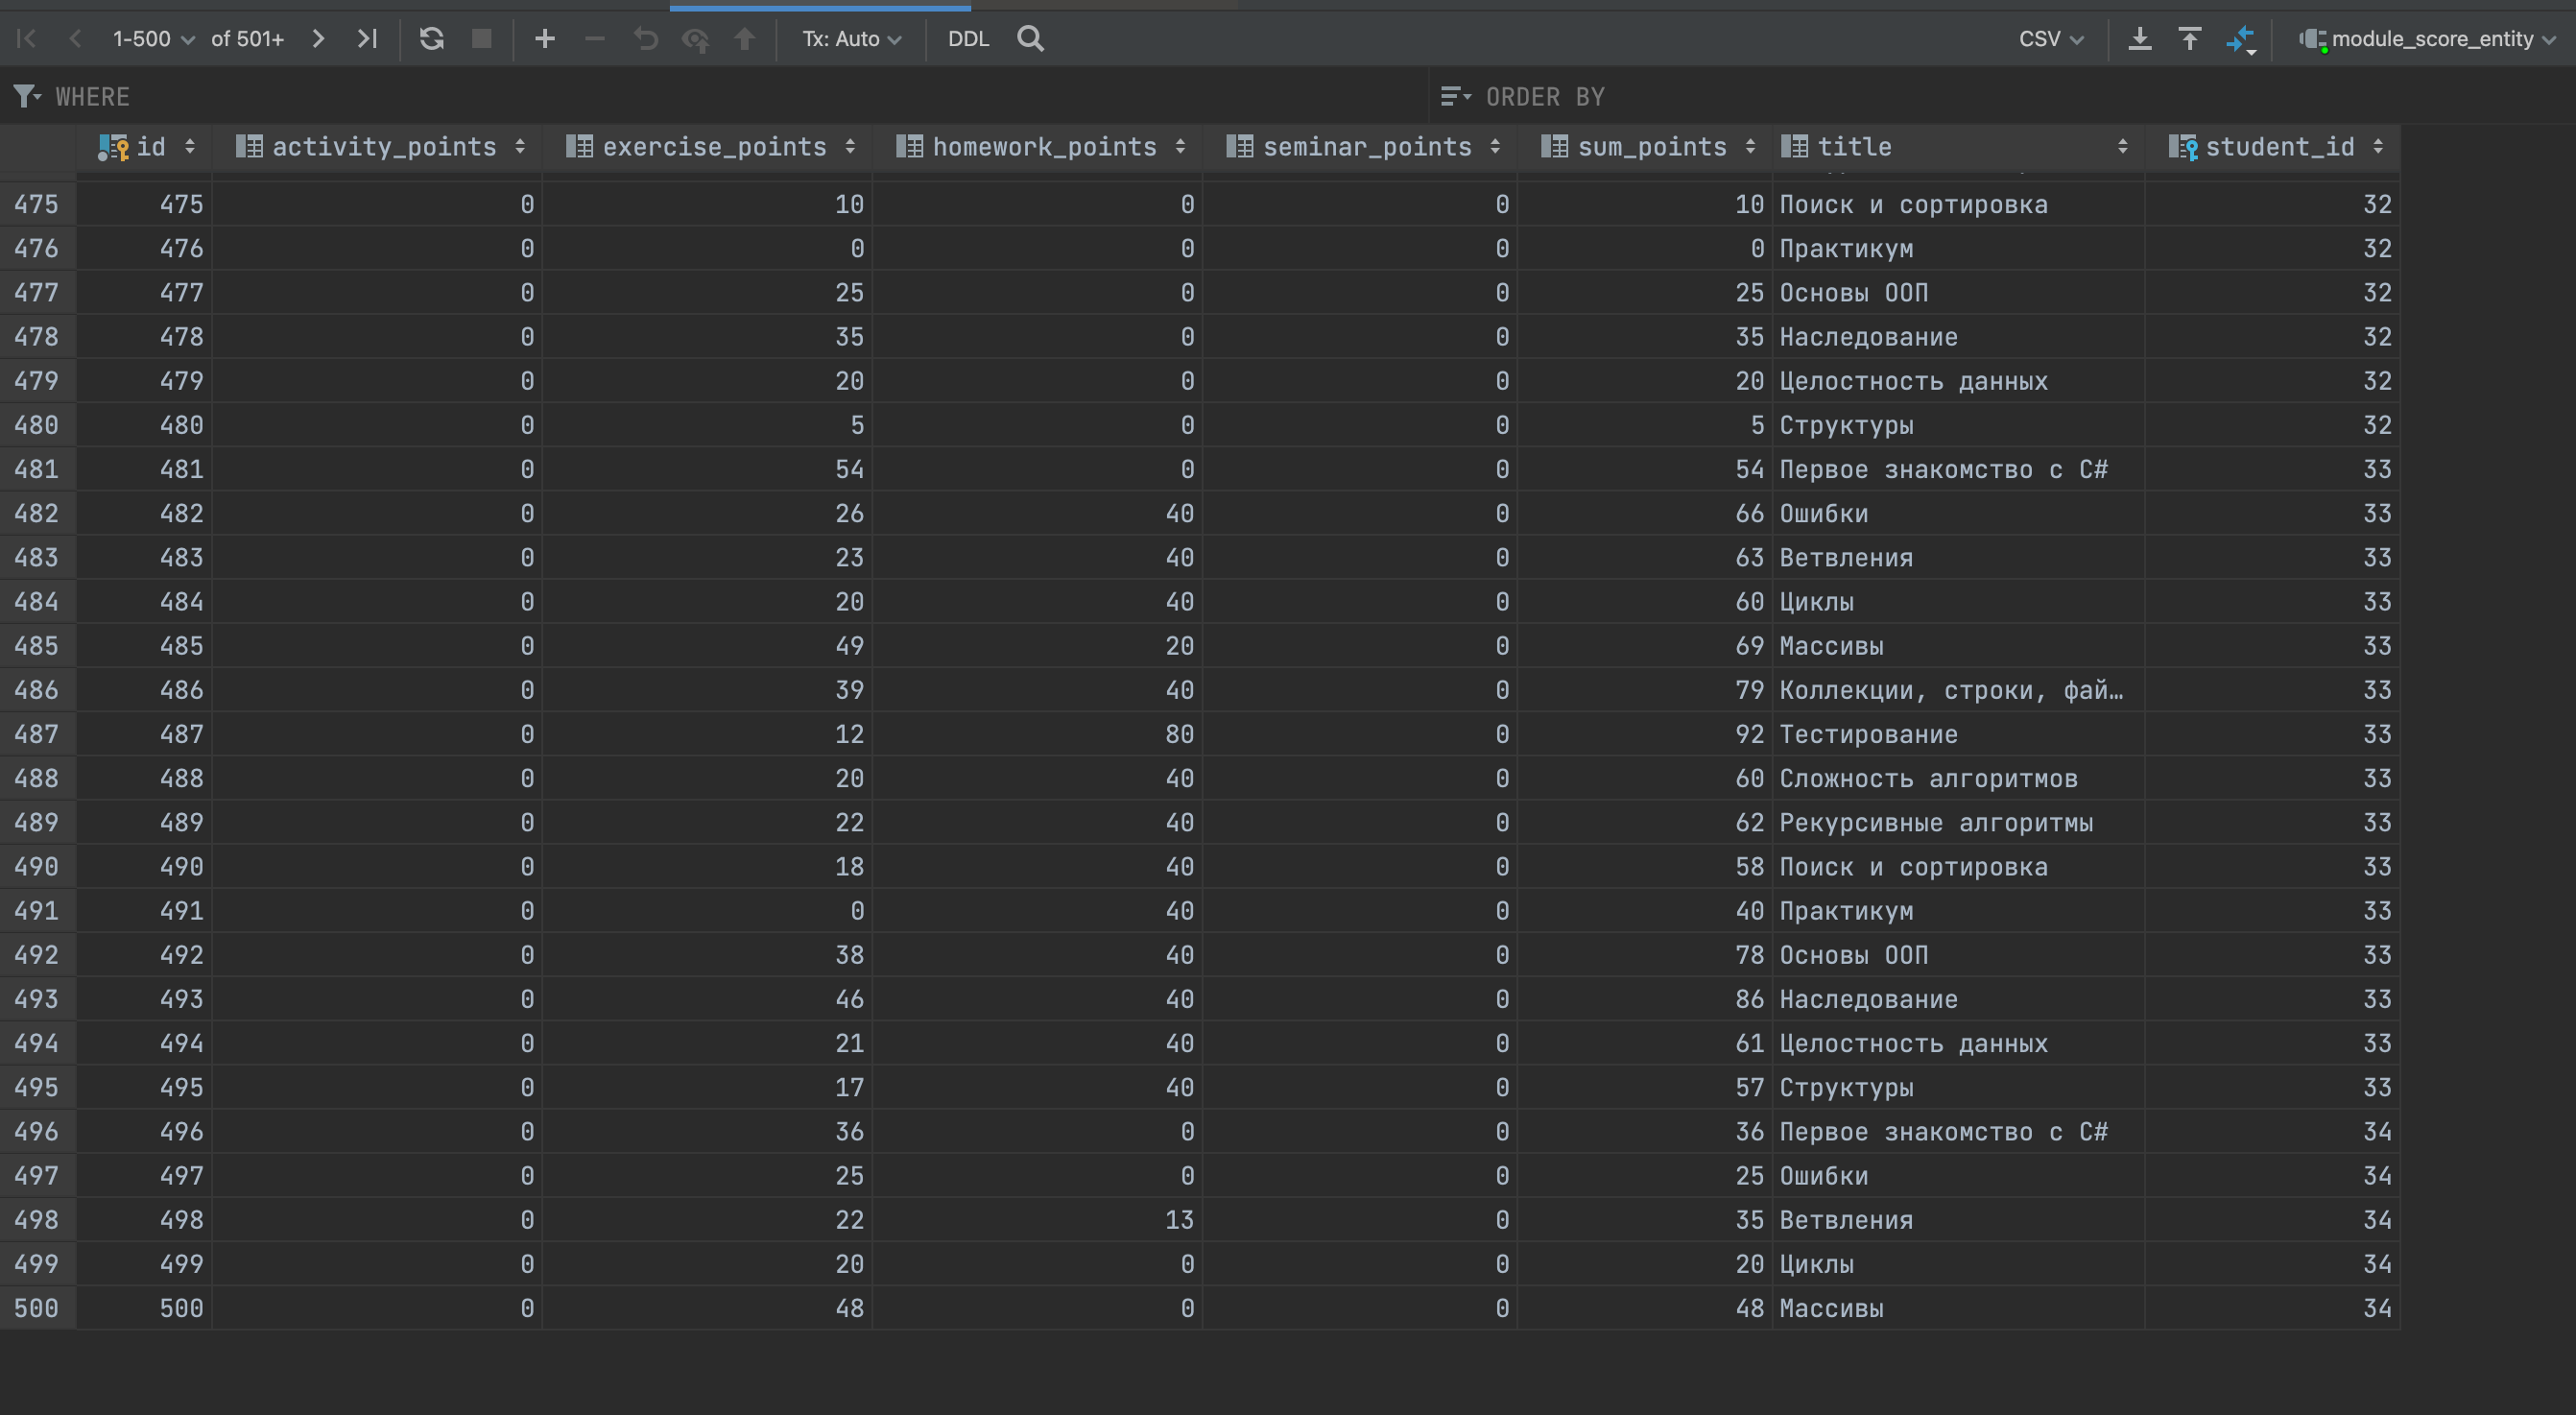 1-500 of 501+ Tx: Auto DDL CSV module_score_entity
WHERE ORDER BY
id activity_points exercise_points homework_points seminar_points sum_points title student_id
475 475 0 10 0 0 10 Поиск и сортировка 32
476 476 0 0 0 0 0 Практикум 32
477 477 0 25 0 0 25 Основы ООП 32
478 478 0 35 0 0 35 Наследование 32
479 479 0 20 0 0 20 Целостность данных 32
480 480 0 5 0 0 5 Структуры 32
481 481 0 54 0 0 54 Первое знакомство с C# 33
482 482 0 26 40 0 66 Ошибки 33
483 483 0 23 40 0 63 Ветвления 33
484 484 0 20 40 0 60 Циклы 33
485 485 0 49 20 0 69 Массивы 33
486 486 0 39 40 0 79 Коллекции, строки, фай… 33
487 487 0 12 80 0 92 Тестирование 33
488 488 0 20 40 0 60 Сложность алгоритмов 33
489 489 0 22 40 0 62 Рекурсивные алгоритмы 33
490 490 0 18 40 0 58 Поиск и сортировка 33
491 491 0 0 40 0 40 Практикум 33
492 492 0 38 40 0 78 Основы ООП 33
493 493 0 46 40 0 86 Наследование 33
494 494 0 21 40 0 61 Целостность данных 33
495 495 0 17 40 0 57 Структуры 33
496 496 0 36 0 0 36 Первое знакомство с C# 34
497 497 0 25 0 0 25 Ошибки 34
498 498 0 22 13 0 35 Ветвления 34
499 499 0 20 0 0 20 Циклы 34
500 500 0 48 0 0 48 Массивы 34